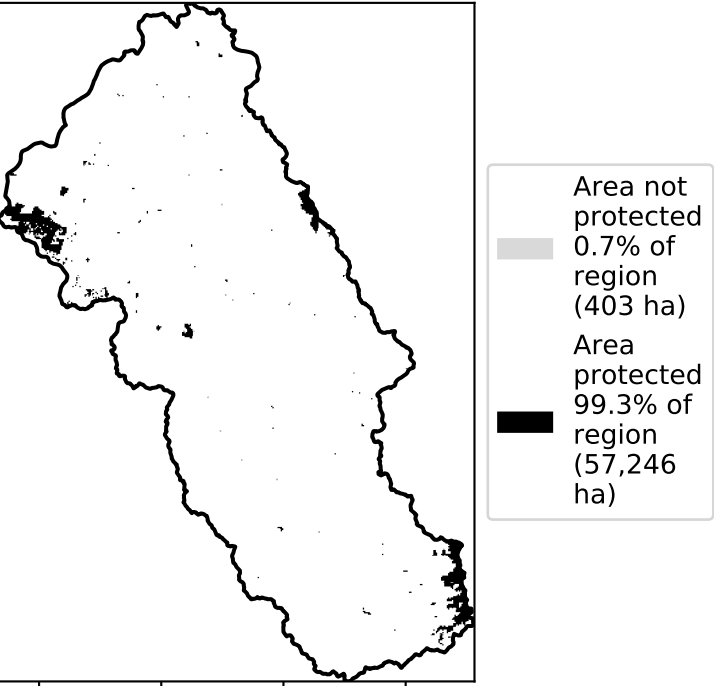 Area not
protected
0.7% of
region
(403 ha)
Area
protected
99.3% of
region
(57,246
ha)